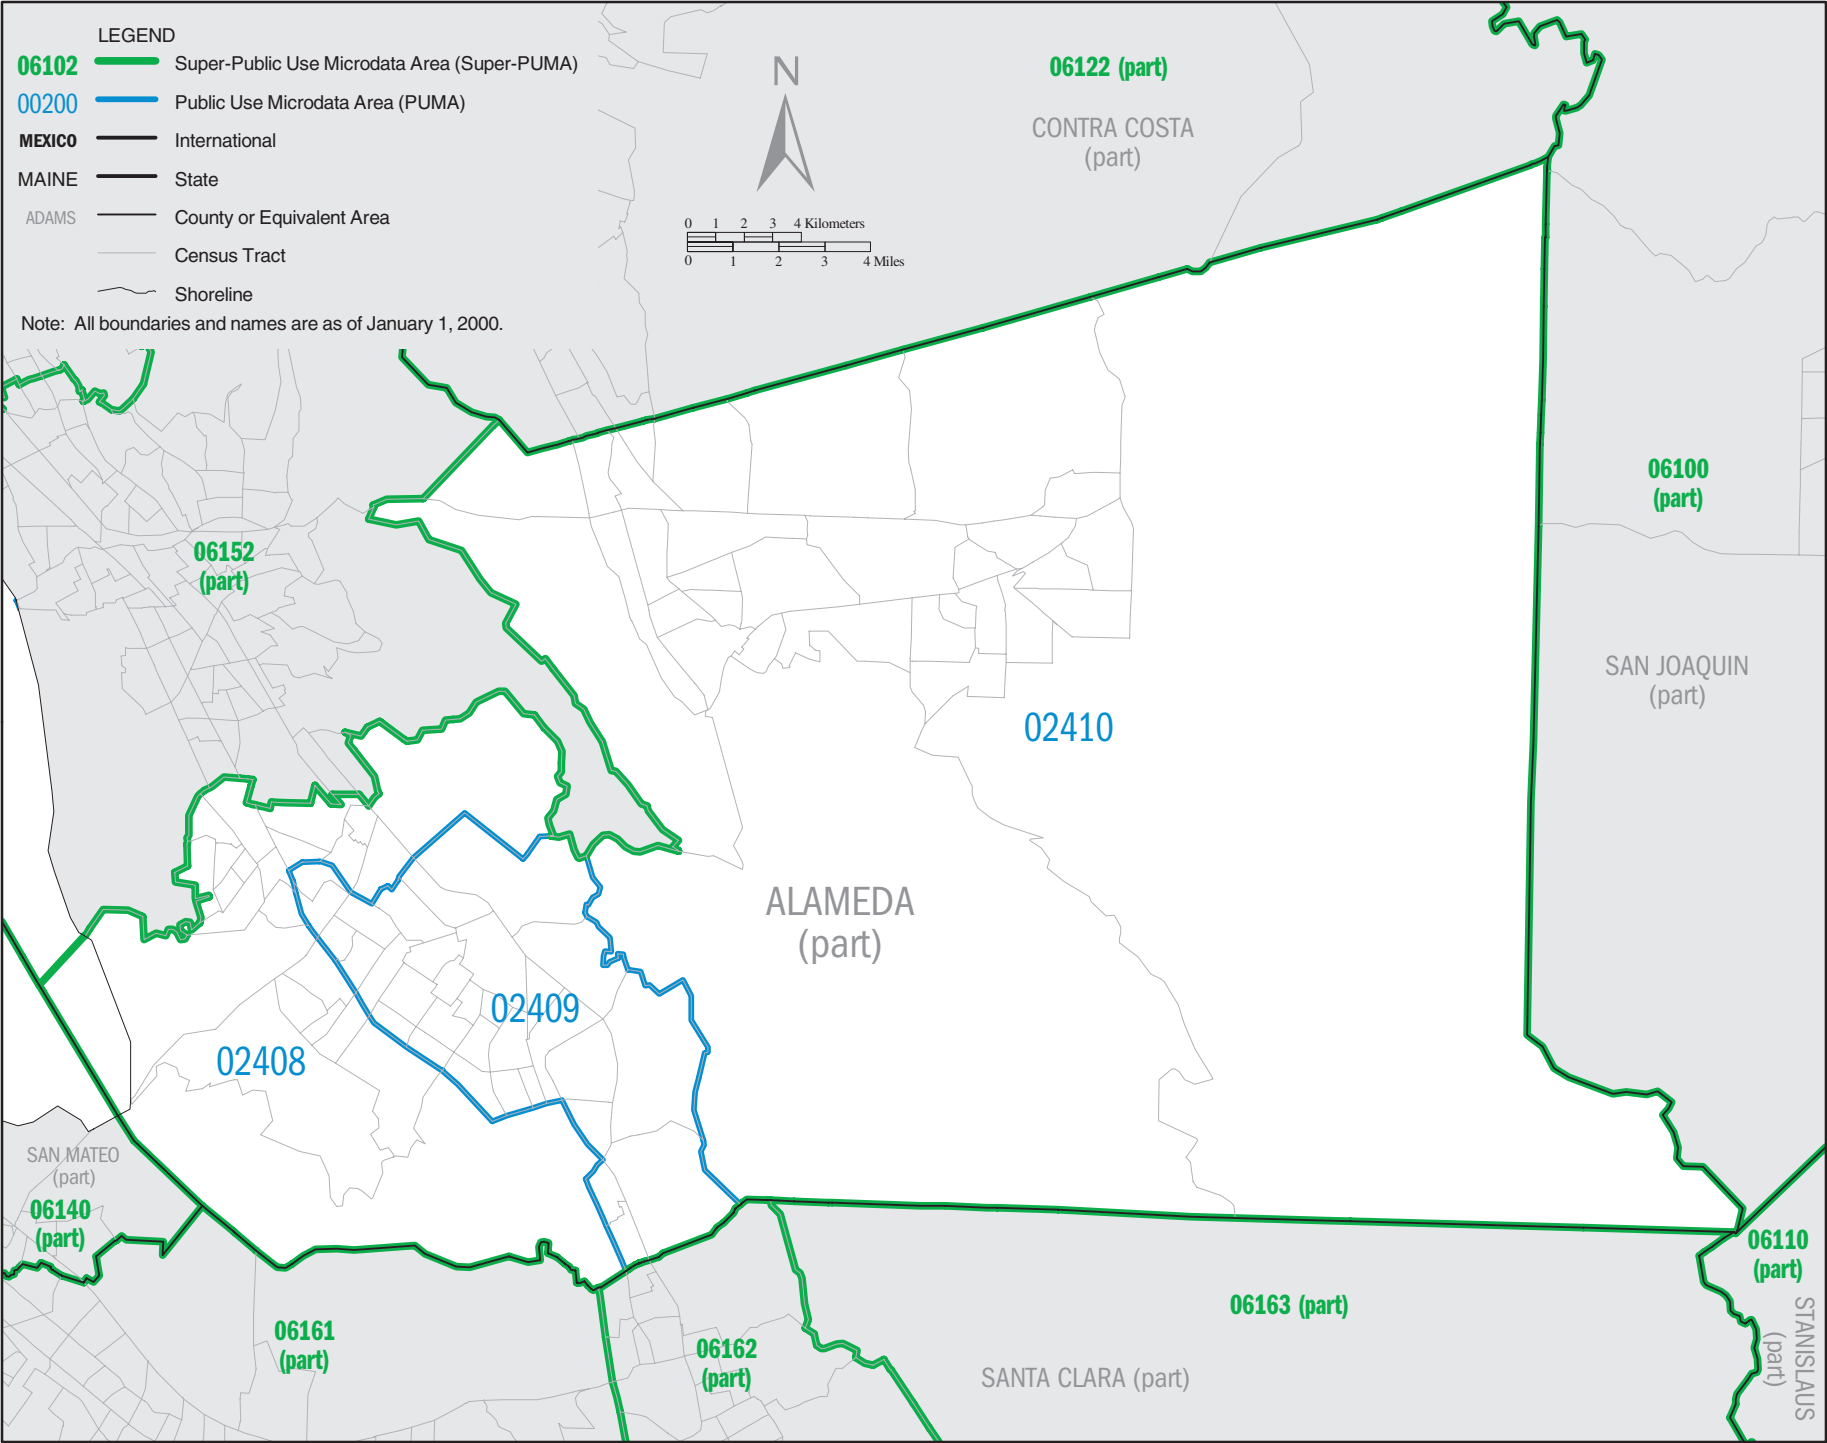 LEGEND
06102 Super-Public Use Microdata Area (Super-PUMA)
00200 Public Use Microdata Area (PUMA)
MEXICO International
MAINE State
ADAMS County or Equivalent Area
Census Tract
Shoreline
Note: All boundaries and names are as of January 1, 2000.
N
0 1 2 3 4 Kilometers
0 1 2 3 4 Miles
06122 (part)
CONTRA COSTA
(part)
06100
(part)
06152
(part)
SAN JOAQUIN
(part)
02410
ALAMEDA
(part)
02409
02408
SAN MATEO
(part)
06140
(part)
06110
(part)
06163 (part)
06161
(part)
06162
(part)
SANTA CLARA (part)
STANISLAUS
(part)